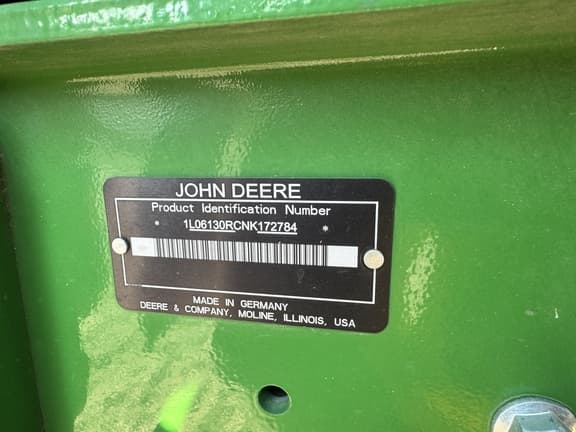 JOHN DEERE
Product Identification Number
* 1L06130RCNK172784 *
MADE IN GERMANY
DEERE & COMPANY, MOLINE, ILLINOIS, USA